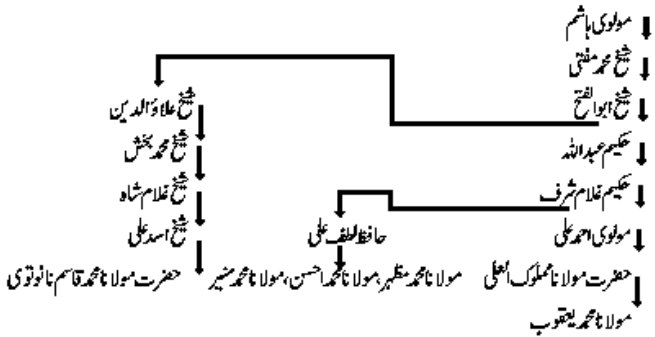 مولوی ہاشم
شیخ محمد مفتی
شیخ ابوالفتح
شیخ علاؤالدین
حکیم عبداللہ
شیخ محمد بخش
حکیم غلام شرف
شیخ غلام شاہ
مولوی احمد علی
حافظ لطف علی
شیخ اسد علی
حضرت مولانا مملوک العلی
مولانا محمد مظہر، مولانا محمد احسن، مولانا محمد منیر
حضرت مولانا محمد قاسم نانوتوی
مولانا محمد یعقوب